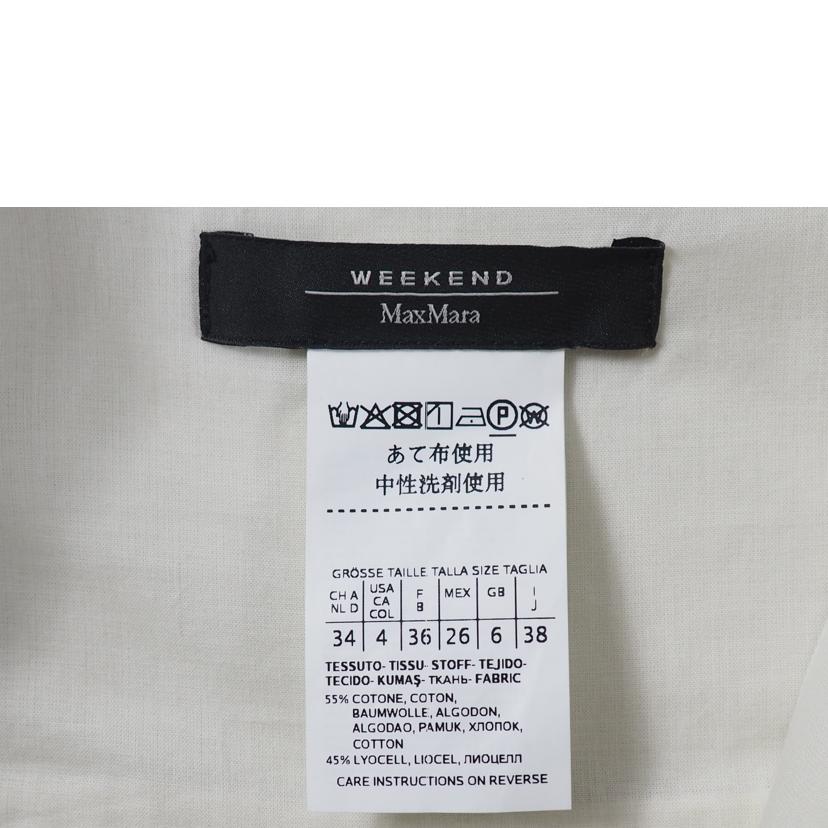 WEEKEND
MaxMara
P W
あて布使用
中性洗剤使用
GRÖSSE TAILLE TALLA SIZE TAGLIA
CH A NL D USA CA COL F B MEX GB I J
34 4 36 26 6 38
TESSUTO- TISSU- STOFF- TEJIDO-
TECIDO- KUMAŞ- ТКАНЬ- FABRIC
55% COTONE, COTON,
BAUMWOLLE, ALGODON,
ALGODAO, PAMUK, ХЛОПОК,
COTTON
45% LYOCELL, LIOCEL, ЛИОЦЕЛЛ
CARE INSTRUCTIONS ON REVERSE